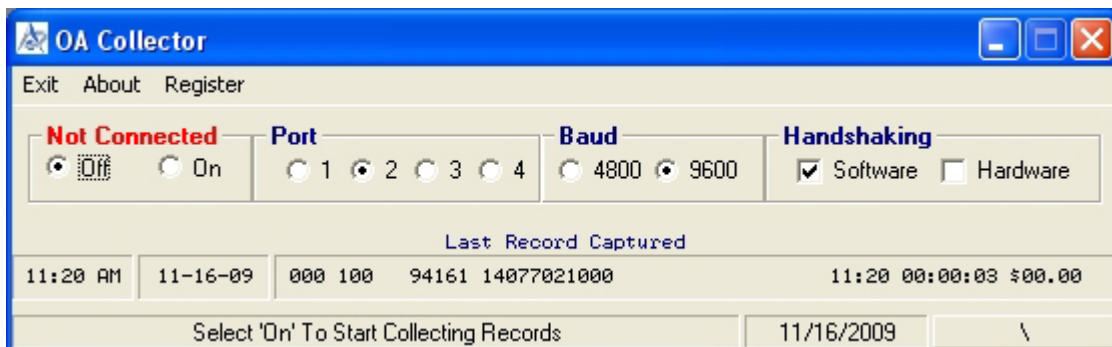 OA Collector
Exit About Register
Not Connected Port Baud Handshaking
Off On 1 2 3 4 4800 9600 Software Hardware
Last Record Captured
11:20 AM 11-16-09 000 100 94161 14077021000 11:20 00:00:03 $00.00
Select 'On' To Start Collecting Records 11/16/2009 \